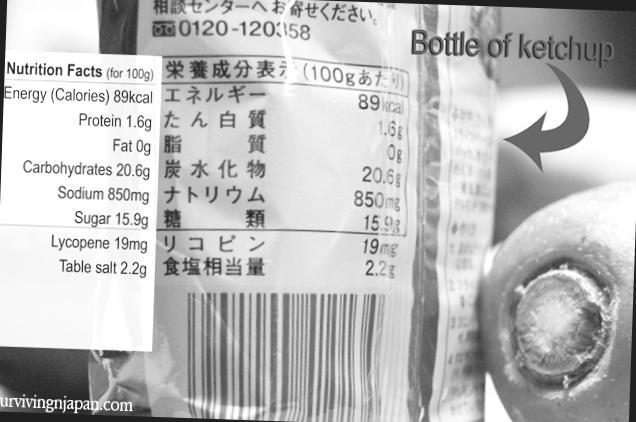 相談センターへお寄せください。
0120-120358
Bottle of ketchup
Nutrition Facts (for 100g)
Energy (Calories) 89kcal
Protein 1.6g
Fat 0g
Carbohydrates 20.6g
Sodium 850mg
Sugar 15.9g
Lycopene 19mg
Table salt 2.2g
栄養成分表示(100gあたり)
エネルギー 89kcal
たん白質 1.6g
脂質 0g
炭水化物 20.6g
ナトリウム 850mg
糖類 15.9g
リコピン 19mg
食塩相当量 2.2g
urvivingnjapan.com